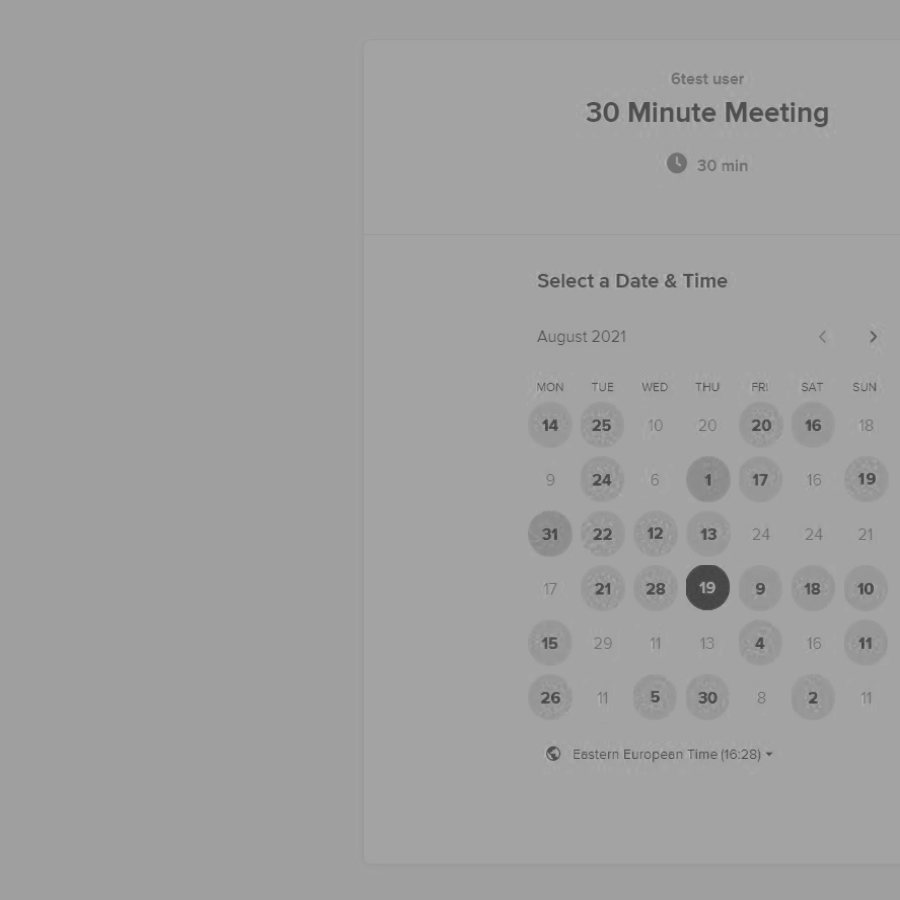 6test user
30 Minute Meeting
30 min
Select a Date & Time
August 2021
MON TUE WED THU FRI SAT SUN
14 25 10 20 20 16 18
9 24 6 1 17 16 19
31 22 12 13 24 24 21
17 21 28 19 9 18 10
15 29 11 13 4 16 11
26 11 5 30 8 2 11
Eastern European Time (16:28)